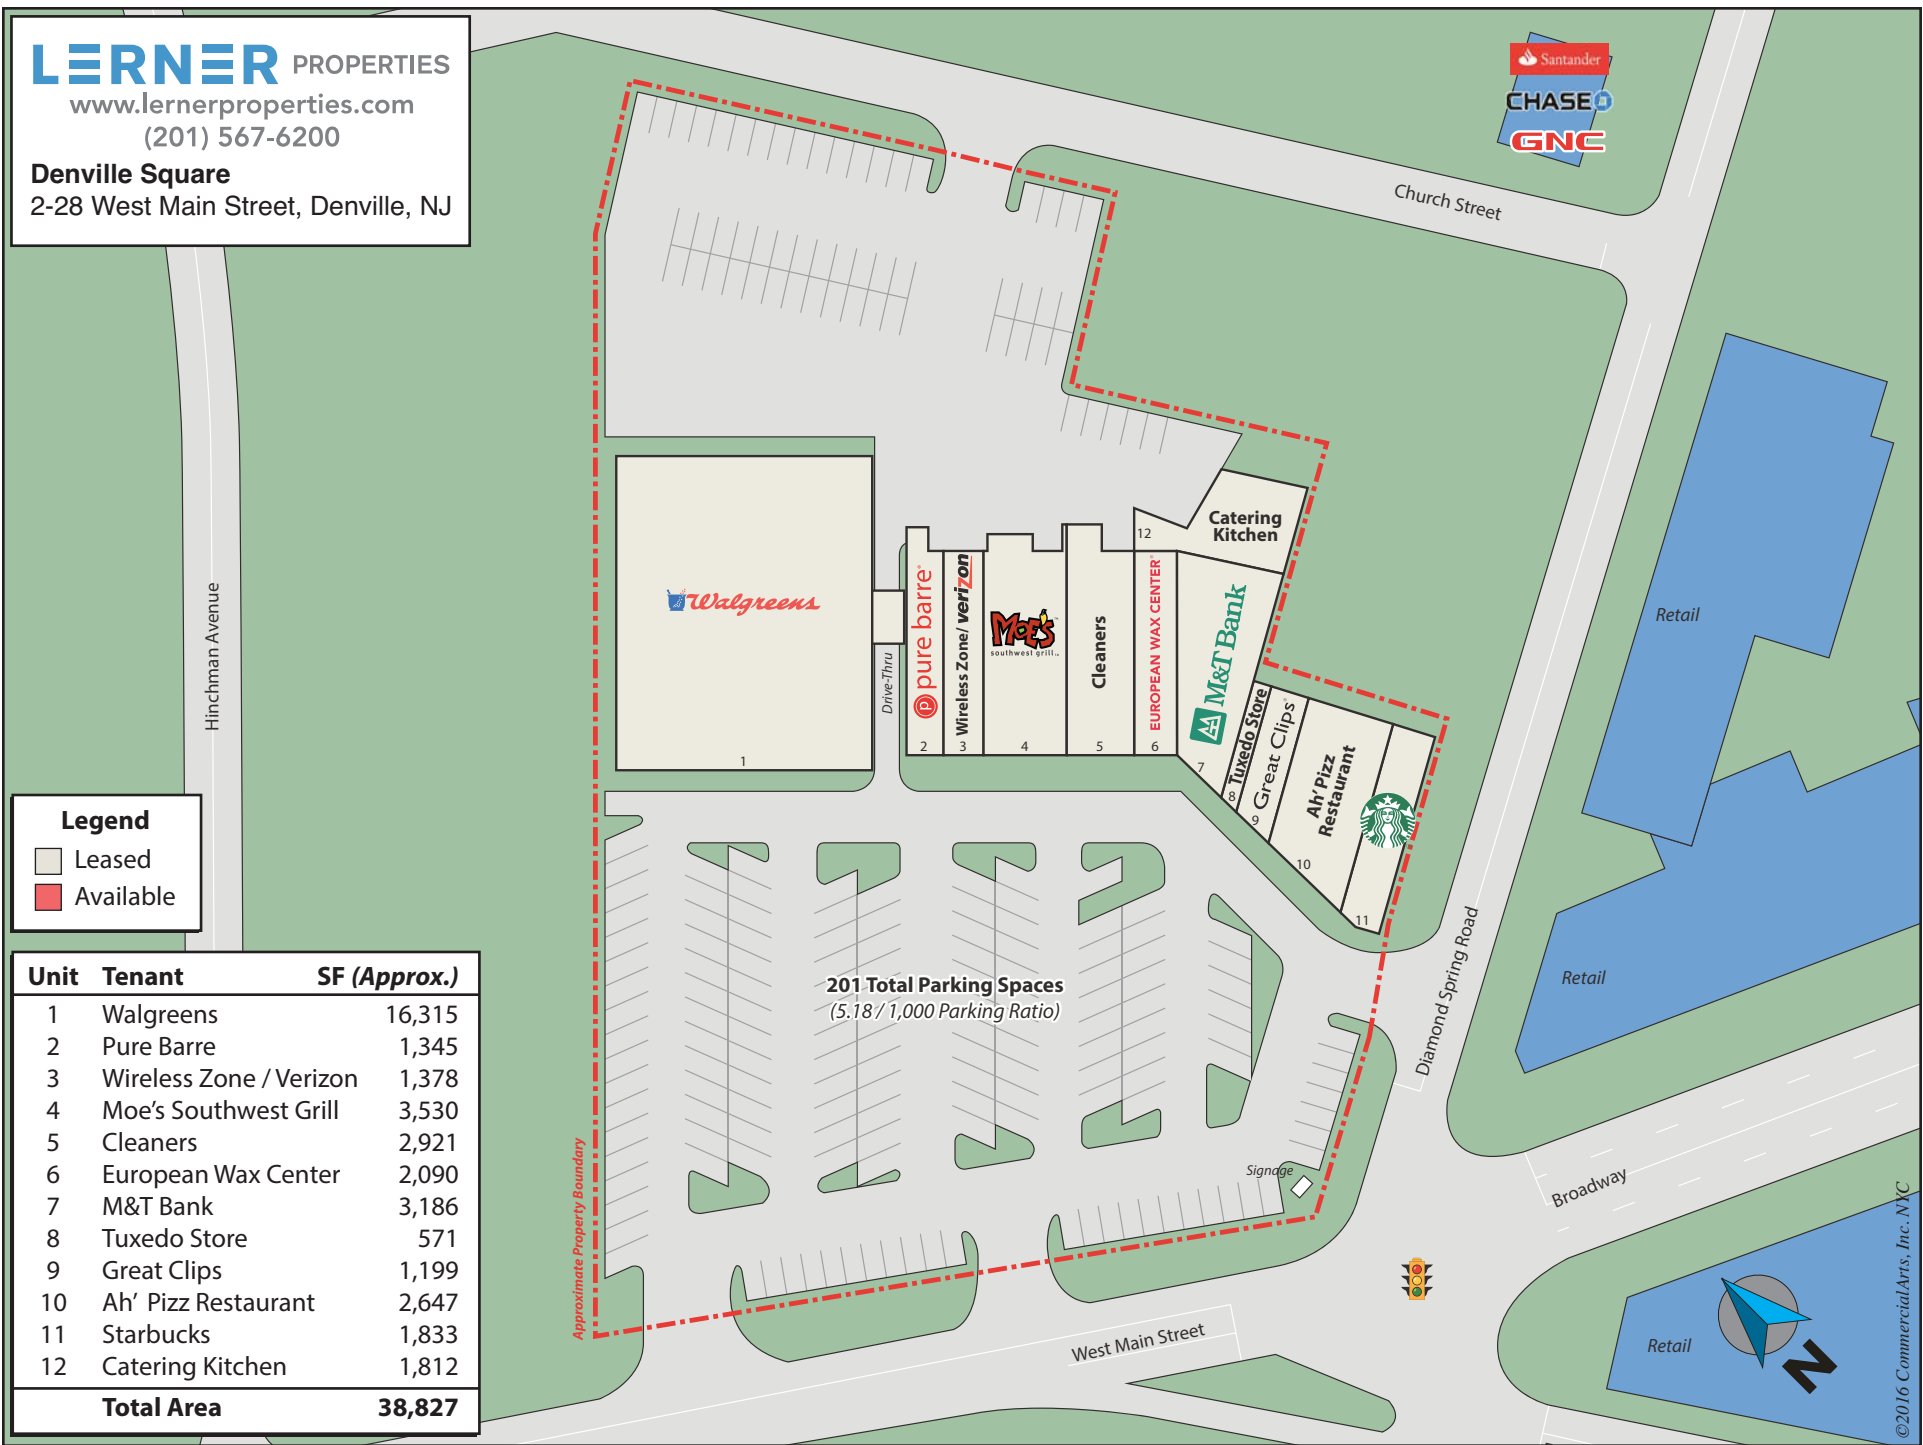 LERNER PROPERTIES
www.lernerproperties.com
(201) 567-6200
Denville Square
2-28 West Main Street, Denville, NJ
Santander
CHASE
GNC
Church Street
Hinchman Avenue
Walgreens
1
Drive-Thru
pure barre
2
Wireless Zone/ verizon
3
MOE'S
southwest grill
4
Cleaners
5
EUROPEAN WAX CENTER
6
12
Catering
Kitchen
M&T Bank
7
Tuxedo Store
8
Great Clips
9
Ah' Pizz
Restaurant
10
11
Retail
Retail
Retail
Diamond Spring Road
Broadway
West Main Street
Signage
201 Total Parking Spaces
(5.18 / 1,000 Parking Ratio)
Approximate Property Boundary
Legend
Leased
Available
Unit Tenant SF (Approx.)
1 Walgreens 16,315
2 Pure Barre 1,345
3 Wireless Zone / Verizon 1,378
4 Moe's Southwest Grill 3,530
5 Cleaners 2,921
6 European Wax Center 2,090
7 M&T Bank 3,186
8 Tuxedo Store 571
9 Great Clips 1,199
10 Ah' Pizz Restaurant 2,647
11 Starbucks 1,833
12 Catering Kitchen 1,812
Total Area 38,827
N
©2016 CommercialArts, Inc. NYC